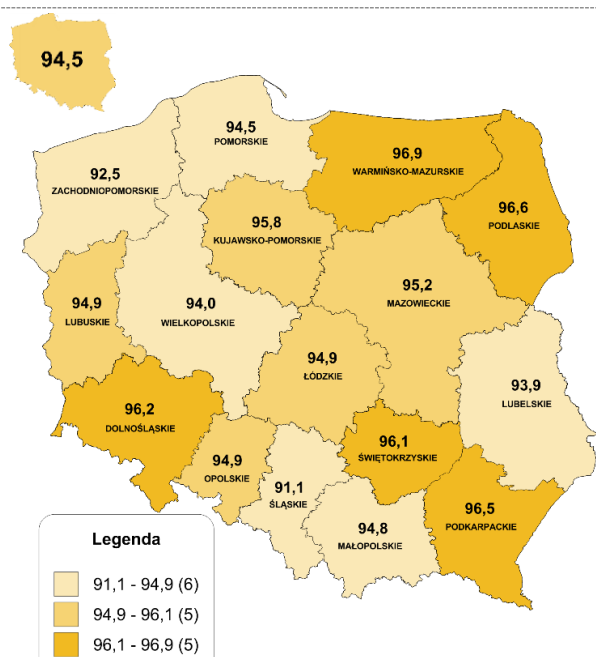 94,5
94,5
POMORSKIE
92,5
ZACHODNIOPOMORSKIE
96,9
WARMIŃSKO-MAZURSKIE
96,6
PODLASKIE
95,8
KUJAWSKO-POMORSKIE
95,2
MAZOWIECKIE
94,9
LUBUSKIE
94,0
WIELKOPOLSKIE
94,9
ŁÓDZKIE
93,9
LUBELSKIE
96,2
DOLNOŚLĄSKIE
94,9
OPOLSKIE
91,1
ŚLĄSKIE
96,1
ŚWIĘTOKRZYSKIE
94,8
MAŁOPOLSKIE
96,5
PODKARPACKIE
Legenda
91,1 - 94,9 (6)
94,9 - 96,1 (5)
96,1 - 96,9 (5)